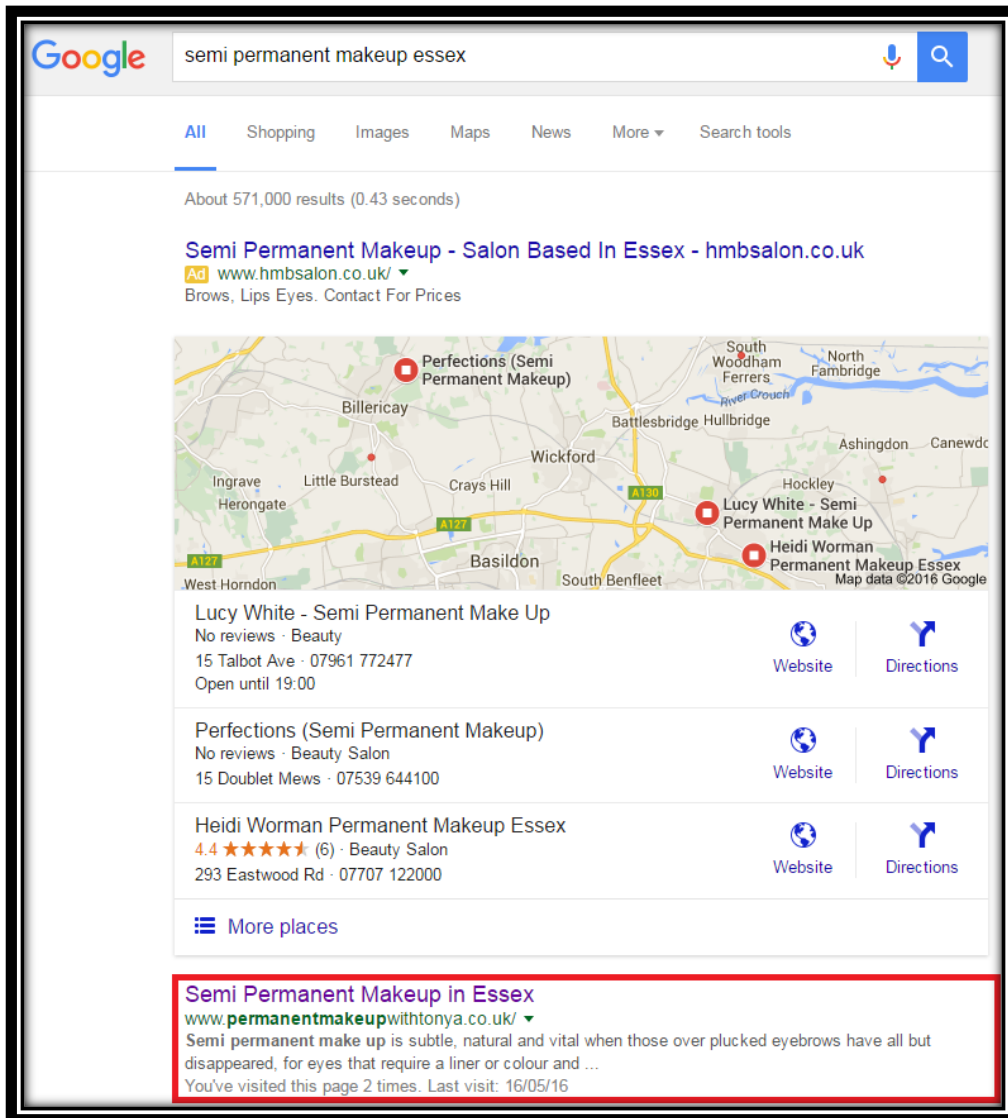 Google
semi permanent makeup essex
All Shopping Images Maps News More Search tools
About 571,000 results (0.43 seconds)
Semi Permanent Makeup - Salon Based In Essex - hmbsalon.co.uk
Ad www.hmbsalon.co.uk/
Brows, Lips Eyes. Contact For Prices
Perfections (Semi
Permanent Makeup)
South
Woodham
Ferrers
North
Fambridge
River Crouch
Billericay
Battlesbridge Hullbridge
Ashingdon Canewdo
Wickford
Ingrave Little Burstead Crays Hill
Hockley
Herongate
A130
Lucy White - Semi
Permanent Make Up
A127
Heidi Worman
Permanent Makeup Essex
A127
Basildon
West Horndon
South Benfleet
Map data ©2016 Google
Lucy White - Semi Permanent Make Up
No reviews · Beauty
15 Talbot Ave · 07961 772477
Open until 19:00
Website Directions
Perfections (Semi Permanent Makeup)
No reviews · Beauty Salon
15 Doublet Mews · 07539 644100
Website Directions
Heidi Worman Permanent Makeup Essex
4.4 ★★★★★ (6) · Beauty Salon
293 Eastwood Rd · 07707 122000
Website Directions
More places
Semi Permanent Makeup in Essex
www.permanentmakeupwithtonya.co.uk/
Semi permanent make up is subtle, natural and vital when those over plucked eyebrows have all but
disappeared, for eyes that require a liner or colour and ...
You've visited this page 2 times. Last visit: 16/05/16